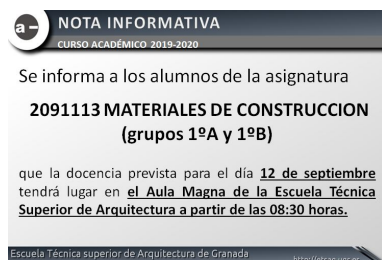 a-
NOTA INFORMATIVA
CURSO ACADÉMICO 2019-2020
Se informa a los alumnos de la asignatura
2091113 MATERIALES DE CONSTRUCCION
(grupos 1ºA y 1ºB)
que la docencia prevista para el día 12 de septiembre
tendrá lugar en el Aula Magna de la Escuela Técnica
Superior de Arquitectura a partir de las 08:30 horas.
Escuela Técnica superior de Arquitectura de Granada